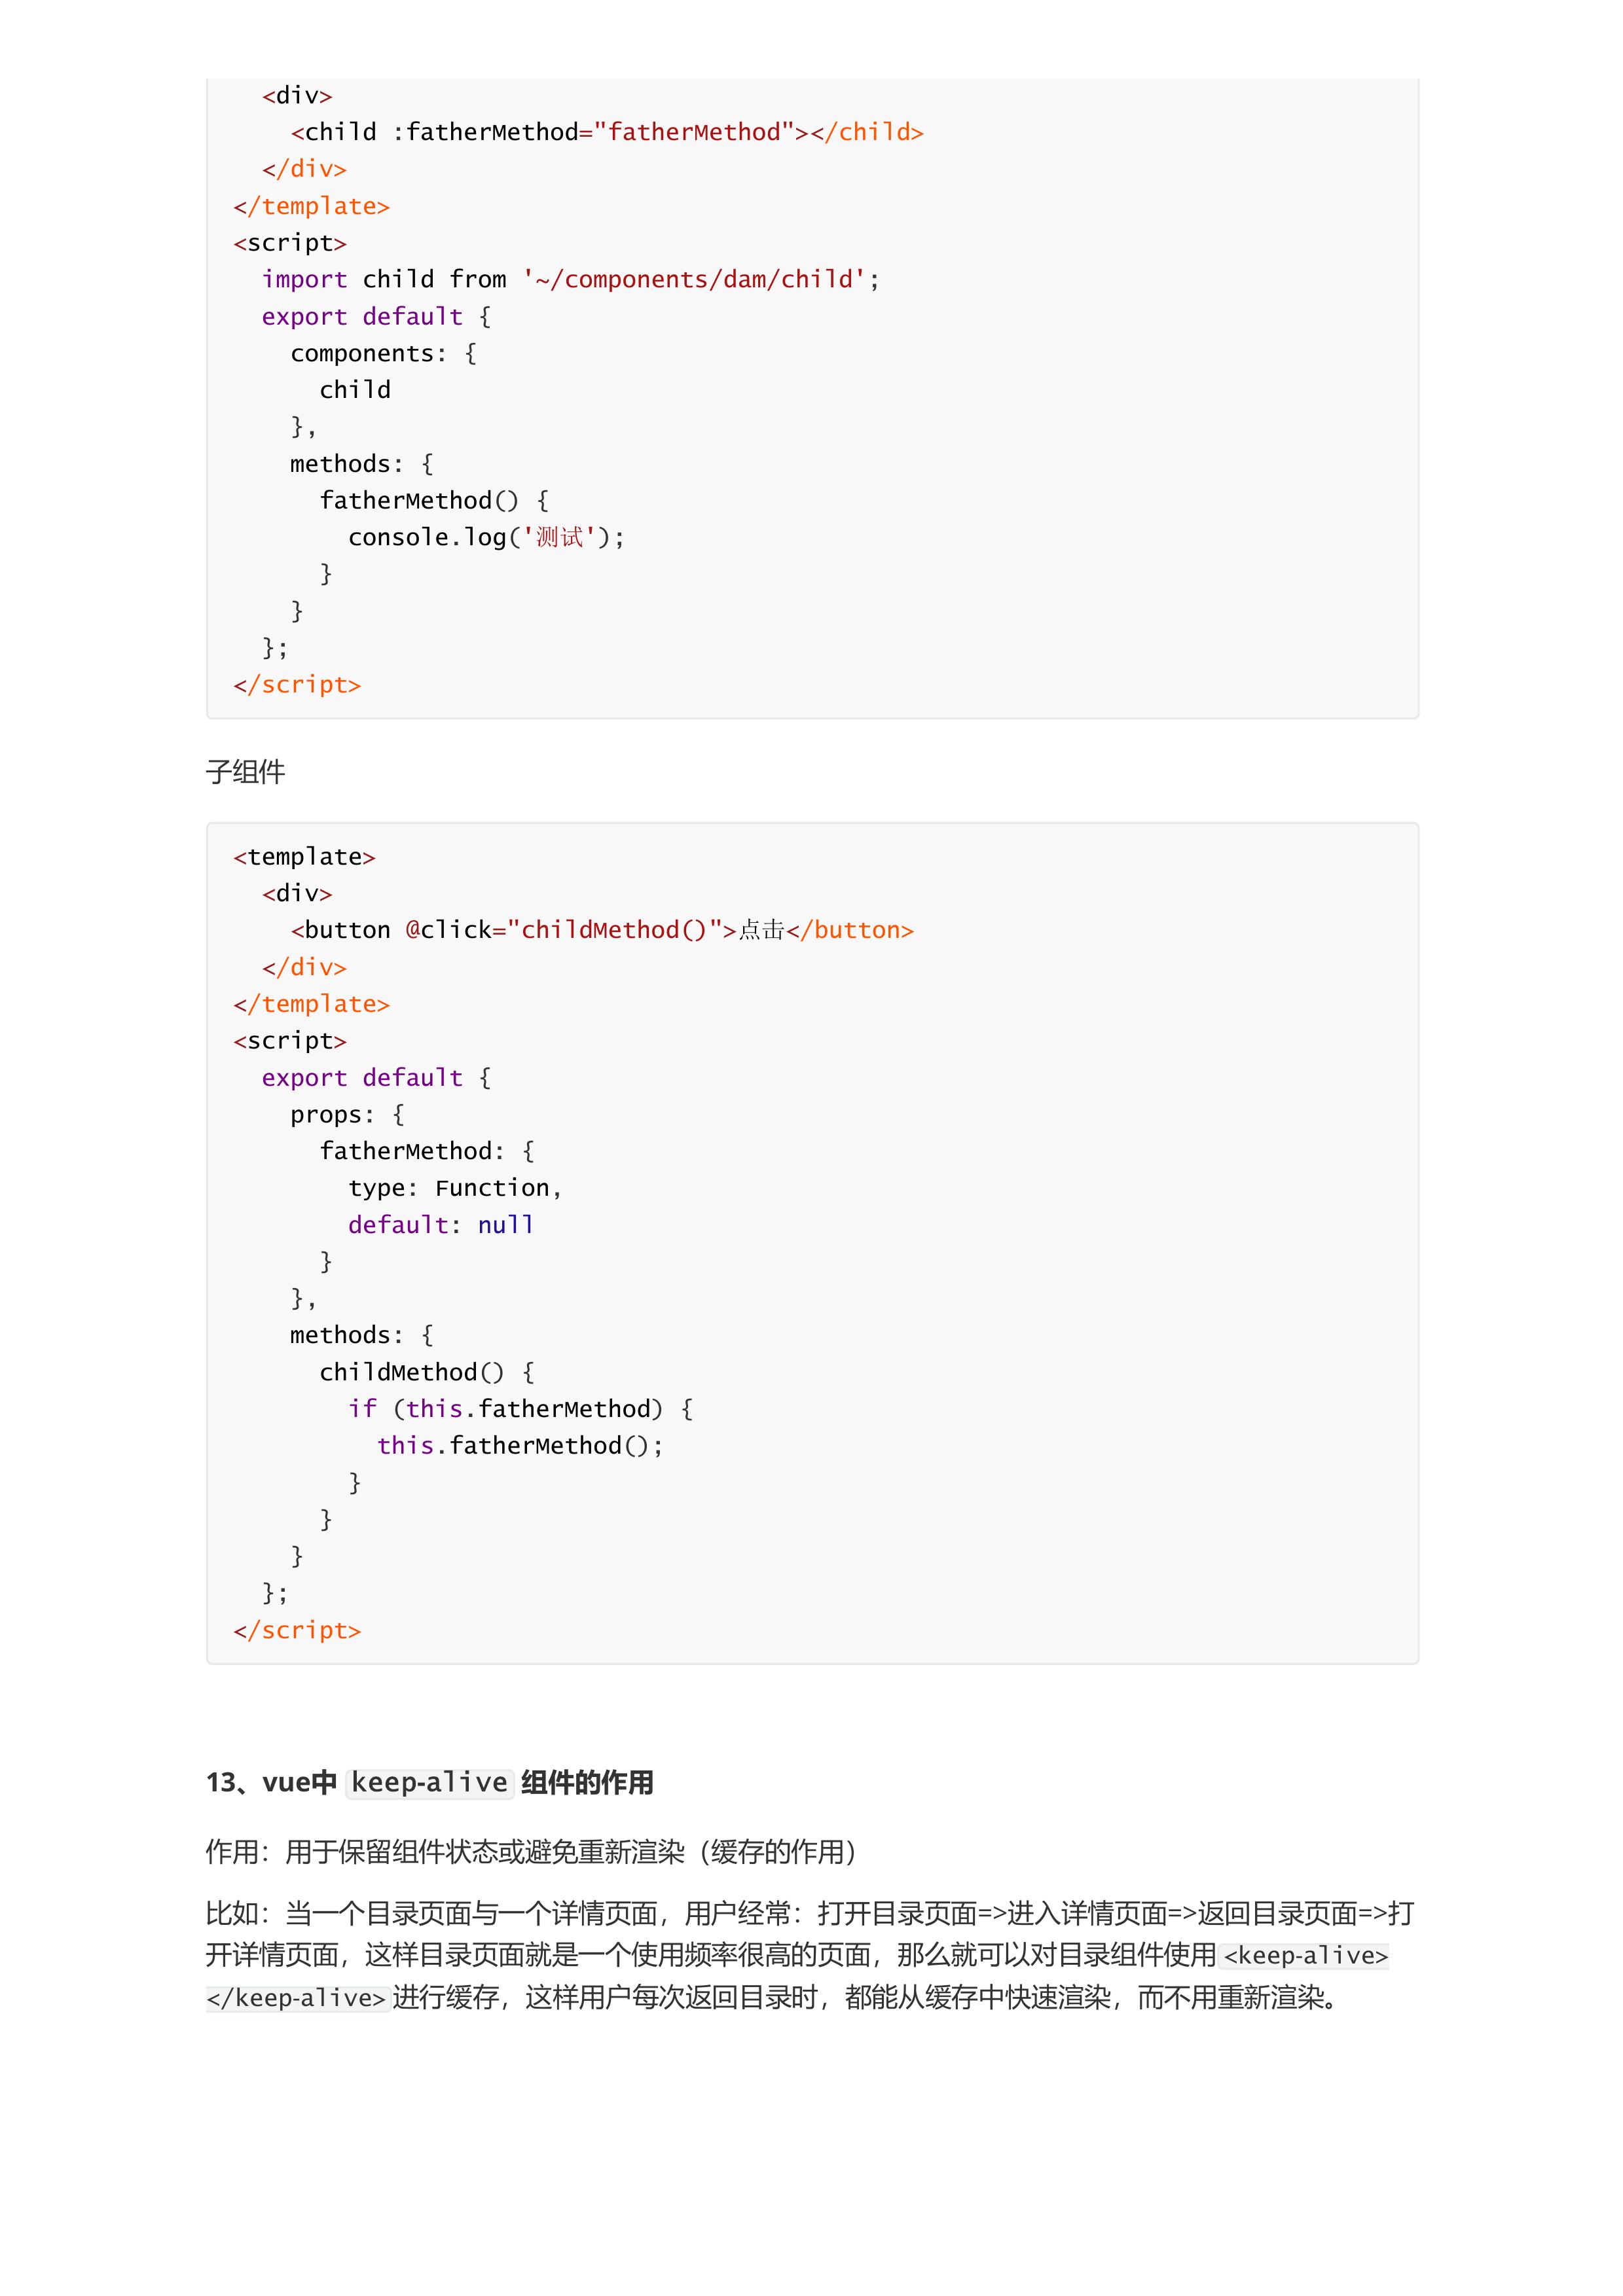 <div>
    <child :fatherMethod="fatherMethod"></child>
  </div>
</template>
<script>
  import child from '~/components/dam/child';
  export default {
    components: {
      child
    },
    methods: {
      fatherMethod() {
        console.log('测试');
      }
    }
  };
</script>
子组件
<template>
  <div>
    <button @click="childMethod()">点击</button>
  </div>
</template>
<script>
  export default {
    props: {
      fatherMethod: {
        type: Function,
        default: null
      }
    },
    methods: {
      childMethod() {
        if (this.fatherMethod) {
          this.fatherMethod();
        }
      }
    }
  };
</script>
13、vue中 keep-alive 组件的作用
作用：用于保留组件状态或避免重新渲染（缓存的作用）
比如：当一个目录页面与一个详情页面，用户经常：打开目录页面=>进入详情页面=>返回目录页面=>打
开详情页面，这样目录页面就是一个使用频率很高的页面，那么就可以对目录组件使用<keep-alive>
</keep-alive>进行缓存，这样用户每次返回目录时，都能从缓存中快速渲染，而不用重新渲染。